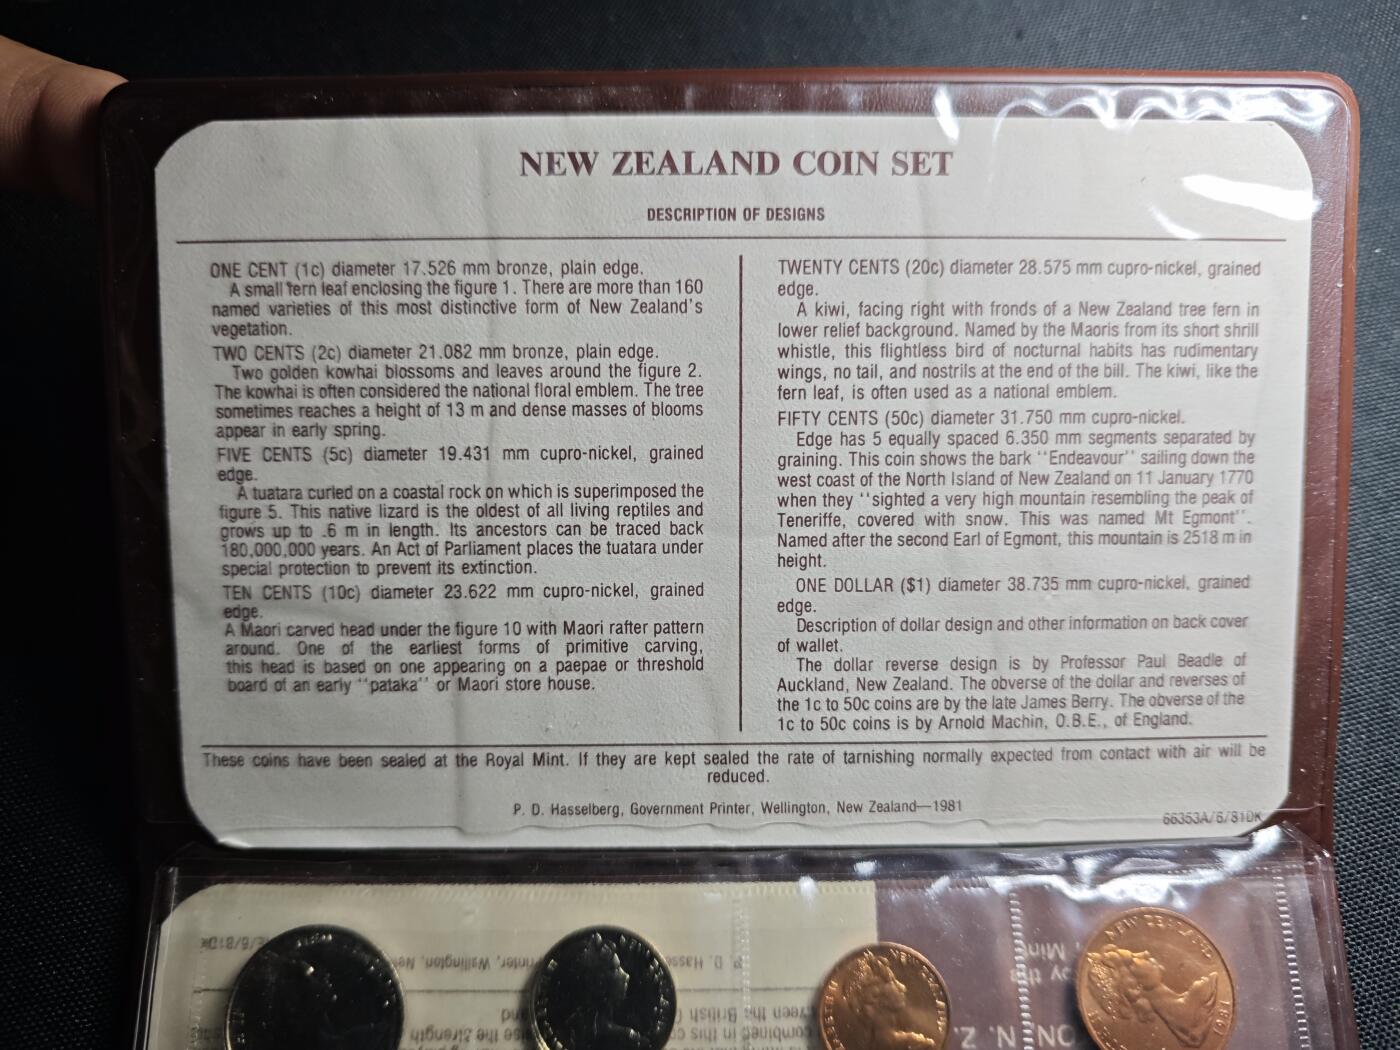 NEW ZEALAND COIN SET
DESCRIPTION OF DESIGNS
ONE CENT (1c) diameter 17.526 mm bronze, plain edge.
A small fern leaf enclosing the figure 1. There are more than 160
named varieties of this most distinctive form of New Zealand's
vegetation.
TWO CENTS (2c) diameter 21.082 mm bronze, plain edge.
Two golden kowhai blossoms and leaves around the figure 2.
The kowhai is often considered the national floral emblem. The tree
sometimes reaches a height of 13 m and dense masses of blooms
appear in early spring.
FIVE CENTS (5c) diameter 19.431 mm cupro-nickel, grained
edge.
A tuatara curled on a coastal rock on which is superimposed the
figure 5. This native lizard is the oldest of all living reptiles and
grows up to .6 m in length. Its ancestors can be traced back
180,000,000 years. An Act of Parliament places the tuatara under
special protection to prevent its extinction.
TEN CENTS (10c) diameter 23.622 mm cupro-nickel, grained
edge.
A Maori carved head under the figure 10 with Maori rafter pattern
around. One of the earliest forms of primitive carving,
this head is based on one appearing on a paepae or threshold
board of an early ''pataka'' or Maori store house.
TWENTY CENTS (20c) diameter 28.575 mm cupro-nickel, grained
edge.
A kiwi, facing right with fronds of a New Zealand tree fern in
lower relief background. Named by the Maoris from its short shrill
whistle, this flightless bird of nocturnal habits has rudimentary
wings, no tail, and nostrils at the end of the bill. The kiwi, like the
fern leaf, is often used as a national emblem.
FIFTY CENTS (50c) diameter 31.750 mm cupro-nickel.
Edge has 5 equally spaced 6.350 mm segments separated by
graining. This coin shows the bark ''Endeavour'' sailing down the
west coast of the North Island of New Zealand on 11 January 1770
when they ''sighted a very high mountain resembling the peak of
Teneriffe, covered with snow. This was named Mt Egmont''.
Named after the second Earl of Egmont, this mountain is 2518 m in
height.
ONE DOLLAR ($1) diameter 38.735 mm cupro-nickel, grained
edge.
Description of dollar design and other information on back cover
of wallet.
The dollar reverse design is by Professor Paul Beadle of
Auckland, New Zealand. The obverse of the dollar and reverses of
the 1c to 50c coins are by the late James Berry. The obverse of the
1c to 50c coins is by Arnold Machin, O.B.E., of England.
These coins have been sealed at the Royal Mint. If they are kept sealed the rate of tarnishing normally expected from contact with air will be
reduced.
P. D. Hasselberg, Government Printer, Wellington, New Zealand—1981
66353A/6/81DK
NEW ZEALAND
1981